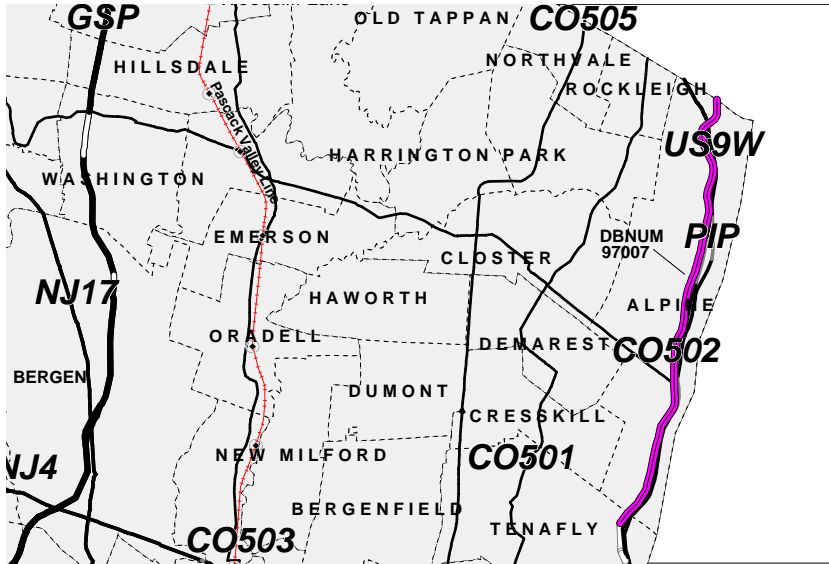 GSP
OLD TAPPAN
CO505
HILLSDALE
NORTHVALE
ROCKLEIGH
Pascack Valley Line
US9W
HARRINGTON PARK
WASHINGTON
EMERSON
DBNUM
97007
PIP
CLOSTER
NJ17
HAWORTH
ALPINE
ORADELL
DEMAREST
CO502
BERGEN
DUMONT
CRESSKILL
NEW MILFORD
CO501
NJ4
BERGENFIELD
TENAFLY
CO503